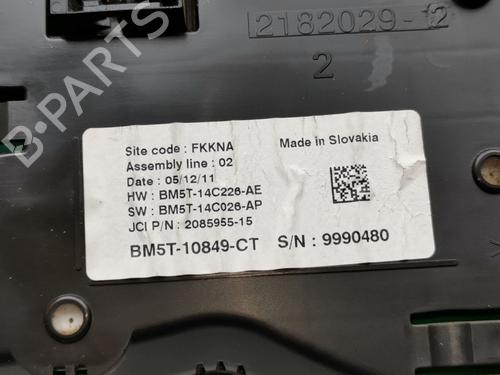 2182029-12
2
Site code : FKKNA
Made in Slovakia
Assembly line : 02
Date : 05/12/11
HW : BM5T-14C226-AE
SW : BM5T-14C026-AP
JCI P/N : 2085955-15
BM5T-10849-CT
S/N : 9990480
B-PARTS